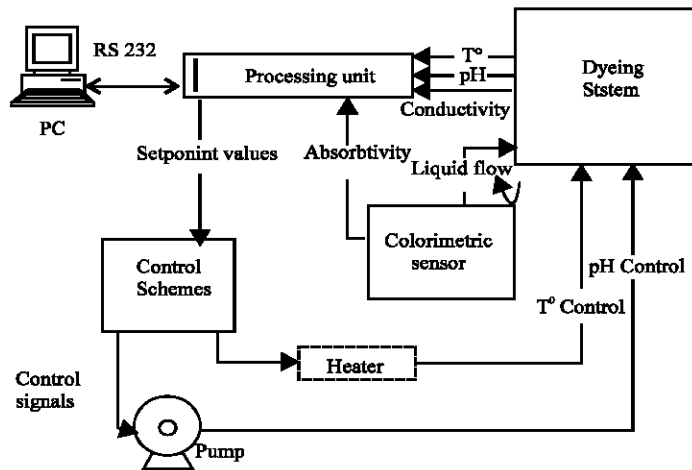 RS 232
PC
Processing unit
T°
pH
Conductivity
Dyeing
Ststem
Setponint values
Absorbtivity
Liquid flow
Colorimetric
sensor
Control
Schemes
pH Control
T° Control
Heater
Control
signals
Pump